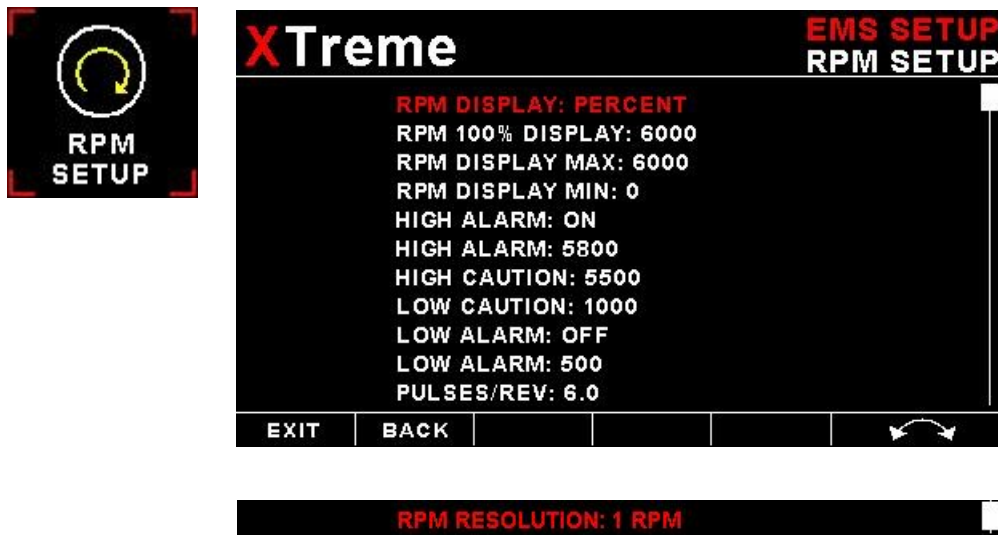 RPM
SETUP
XTreme
EMS SETUP
RPM SETUP
RPM DISPLAY: PERCENT
RPM 100% DISPLAY: 6000
RPM DISPLAY MAX: 6000
RPM DISPLAY MIN: 0
HIGH ALARM: ON
HIGH ALARM: 5800
HIGH CAUTION: 5500
LOW CAUTION: 1000
LOW ALARM: OFF
LOW ALARM: 500
PULSES/REV: 6.0
EXIT BACK
RPM RESOLUTION: 1 RPM